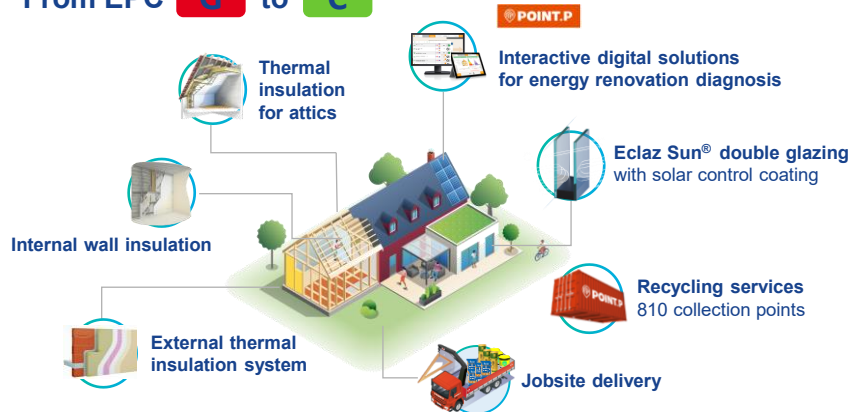 From EPC G to C
POINT.P
Interactive digital solutions
for energy renovation diagnosis
Thermal
insulation
for attics
Eclaz Sun® double glazing
with solar control coating
Internal wall insulation
Recycling services
810 collection points
POINT.P
External thermal
insulation system
Jobsite delivery